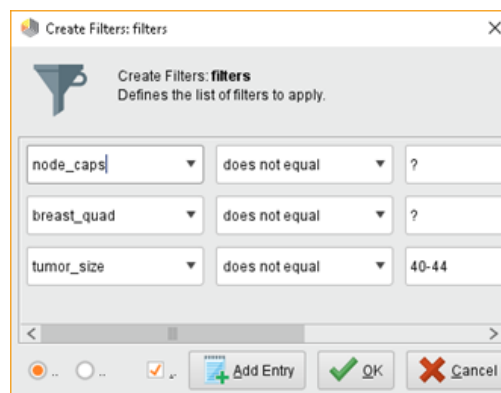 Create Filters: filters
Create Filters: filters
Defines the list of filters to apply.
node_caps does not equal ?
breast_quad does not equal ?
tumor_size does not equal 40-44
.. .. .. Add Entry OK Cancel